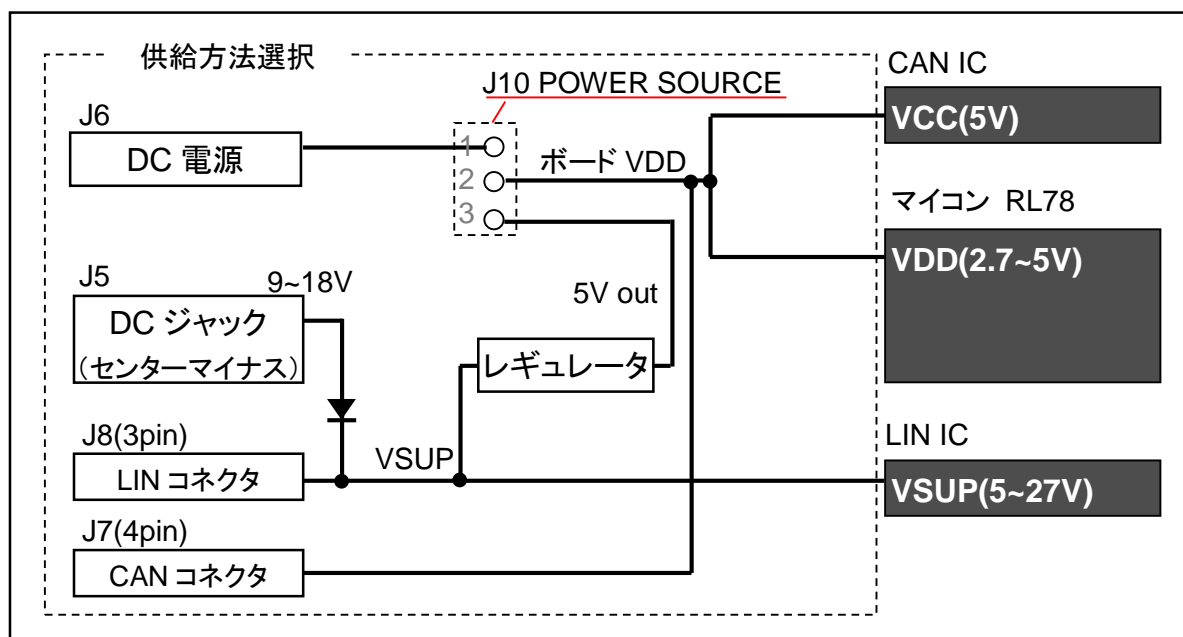 供給方法選択
J10 POWER SOURCE
J6
DC 電源
1
2
3
ボード VDD
CAN IC
VCC(5V)
マイコン RL78
VDD(2.7~5V)
J5
9~18V
DC ジャック
（センターマイナス）
5V out
レギュレータ
J8(3pin)
LIN コネクタ
VSUP
LIN IC
VSUP(5~27V)
J7(4pin)
CAN コネクタ